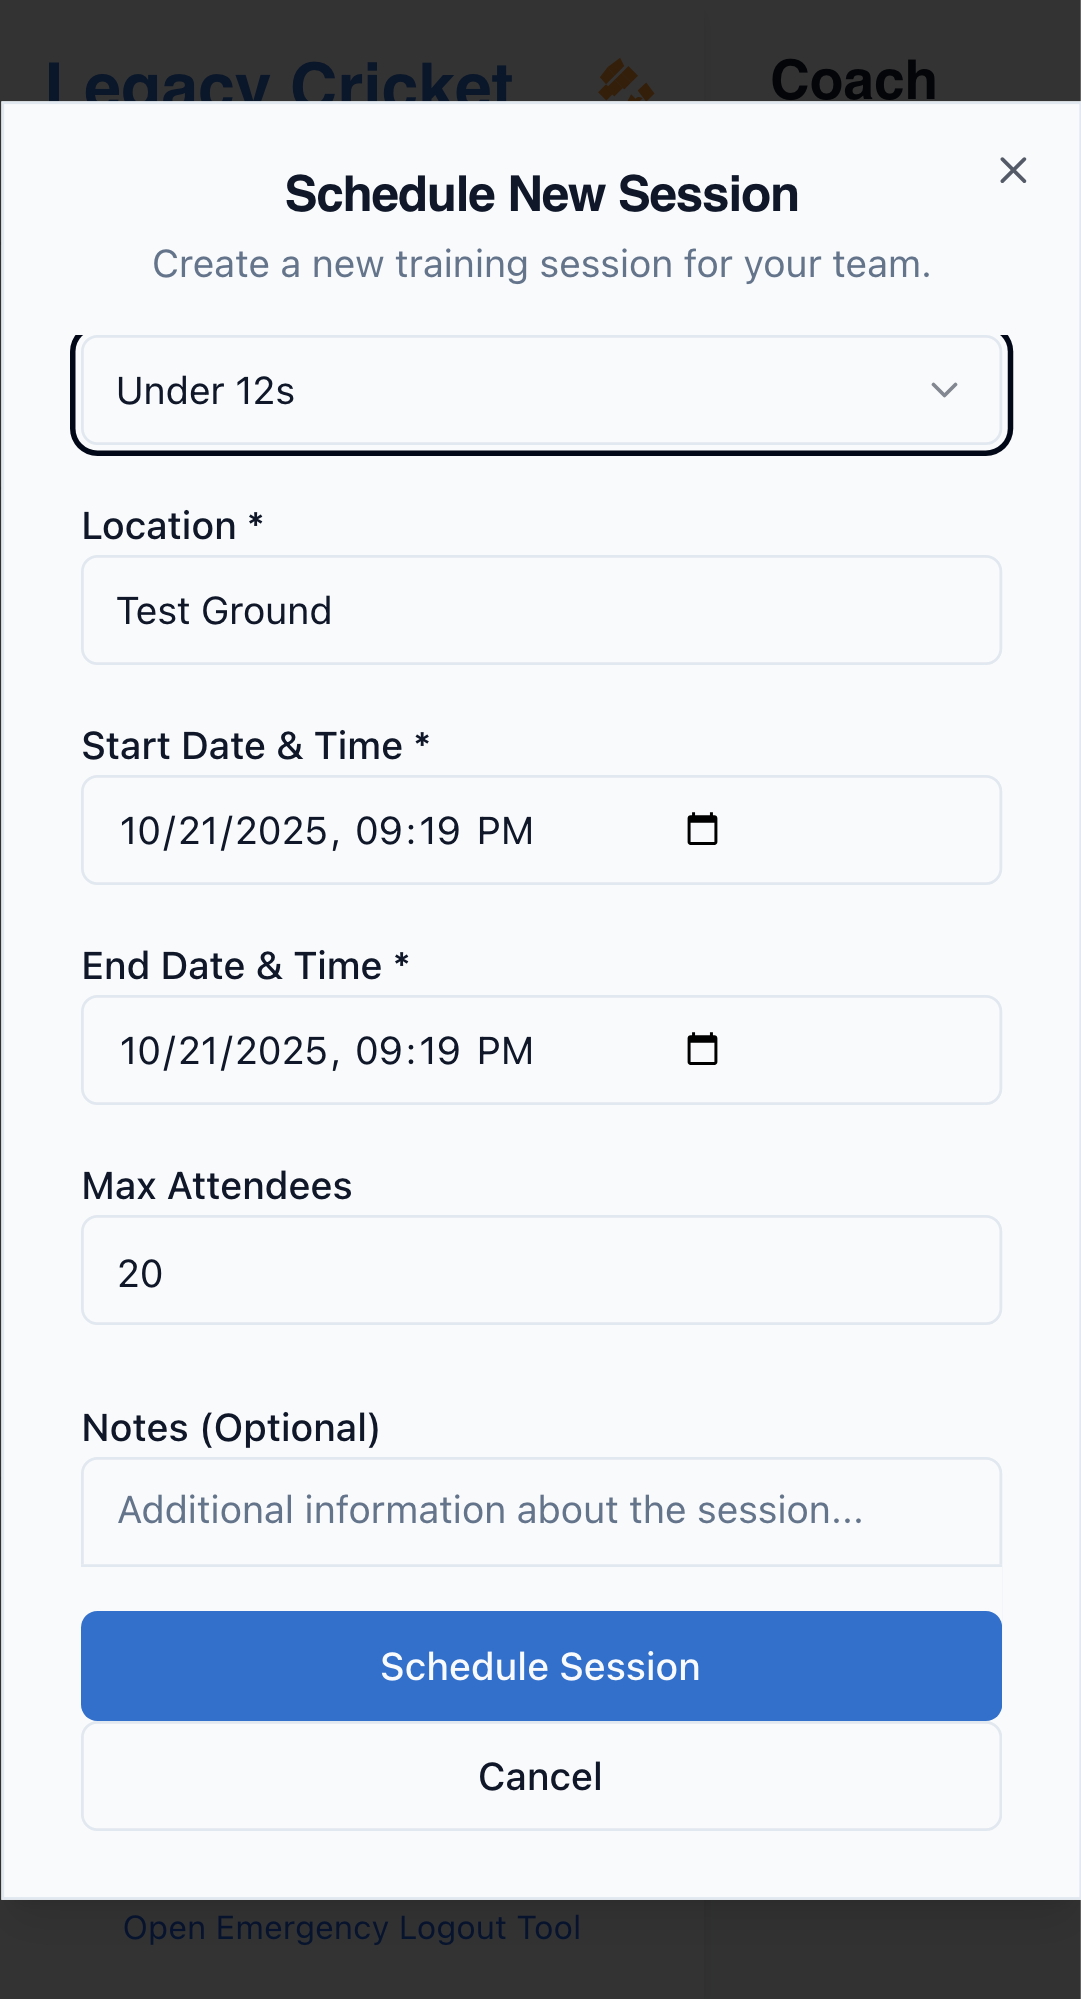 Legacy Cricket
Coach
Schedule New Session
Create a new training session for your team.
Under 12s
Location *
Test Ground
Start Date & Time *
10/21/2025, 09:19 PM
End Date & Time *
10/21/2025, 09:19 PM
Max Attendees
20
Notes (Optional)
Additional information about the session...
Schedule Session
Cancel
Open Emergency Logout Tool